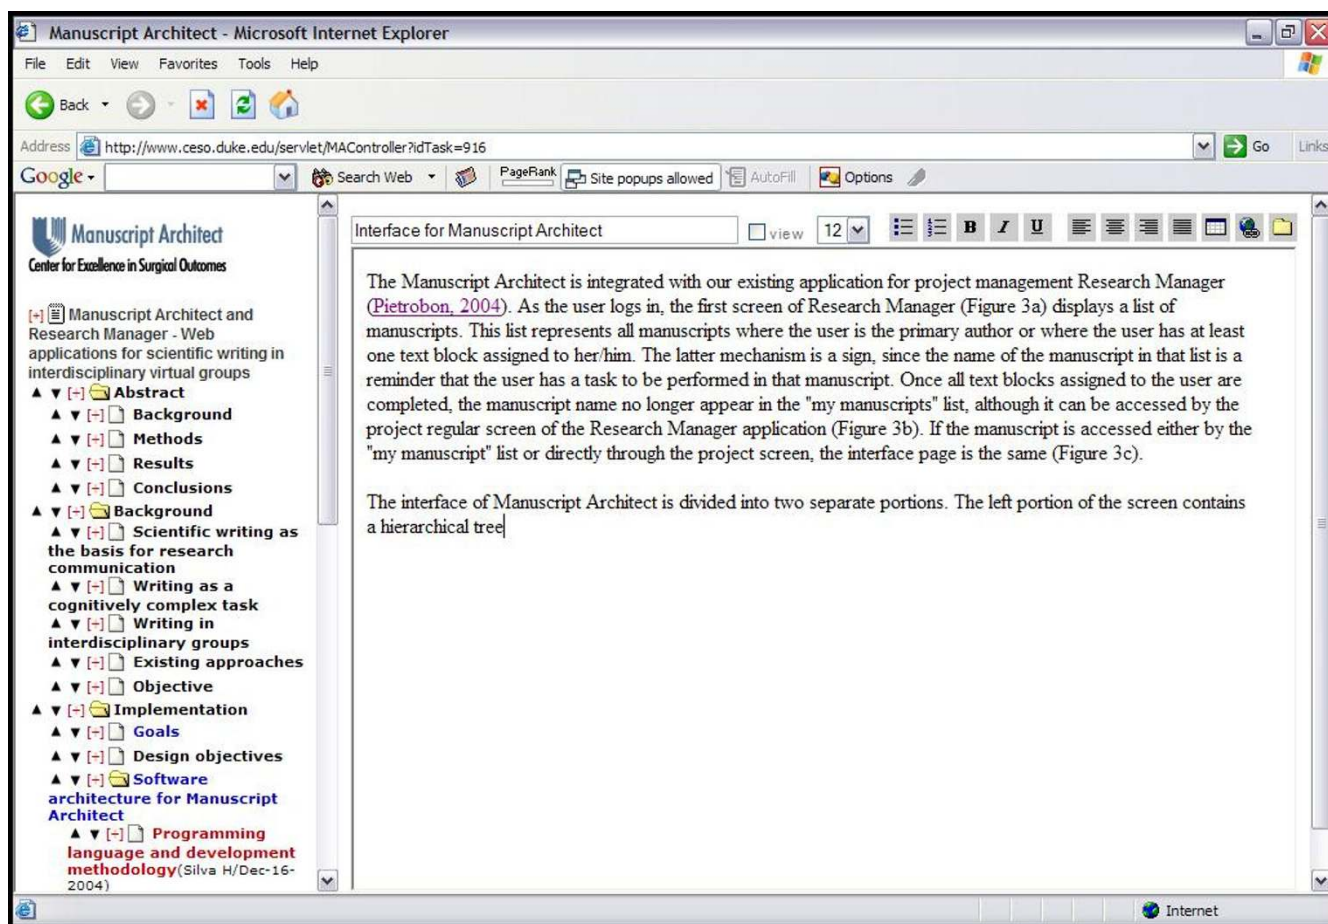 Manuscript Architect - Microsoft Internet Explorer
File Edit View Favorites Tools Help
Back
Address http://www.ceso.duke.edu/servlet/MAController?idTask=916 Go Links
Google Search Web PageRank Site popups allowed AutoFill Options
Manuscript Architect
Center for Excellence in Surgical Outcomes
[+] Manuscript Architect and
Research Manager - Web
applications for scientific writing in
interdisciplinary virtual groups
▲ ▼ [+] Abstract
▲ ▼ [+] Background
▲ ▼ [+] Methods
▲ ▼ [+] Results
▲ ▼ [+] Conclusions
▲ ▼ [+] Background
▲ ▼ [+] Scientific writing as
the basis for research
communication
▲ ▼ [+] Writing as a
cognitively complex task
▲ ▼ [+] Writing in
interdisciplinary groups
▲ ▼ [+] Existing approaches
▲ ▼ [+] Objective
▲ ▼ [+] Implementation
▲ ▼ [+] Goals
▲ ▼ [+] Design objectives
▲ ▼ [+] Software
architecture for Manuscript
Architect
▲ ▼ [+] Programming
language and development
methodology(Silva H/Dec-16-
2004)
Interface for Manuscript Architect view 12 B I U
The Manuscript Architect is integrated with our existing application for project management Research Manager
(Pietrobon, 2004). As the user logs in, the first screen of Research Manager (Figure 3a) displays a list of
manuscripts. This list represents all manuscripts where the user is the primary author or where the user has at least
one text block assigned to her/him. The latter mechanism is a sign, since the name of the manuscript in that list is a
reminder that the user has a task to be performed in that manuscript. Once all text blocks assigned to the user are
completed, the manuscript name no longer appear in the "my manuscripts" list, although it can be accessed by the
project regular screen of the Research Manager application (Figure 3b). If the manuscript is accessed either by the
"my manuscript" list or directly through the project screen, the interface page is the same (Figure 3c).
The interface of Manuscript Architect is divided into two separate portions. The left portion of the screen contains
a hierarchical tree
Internet